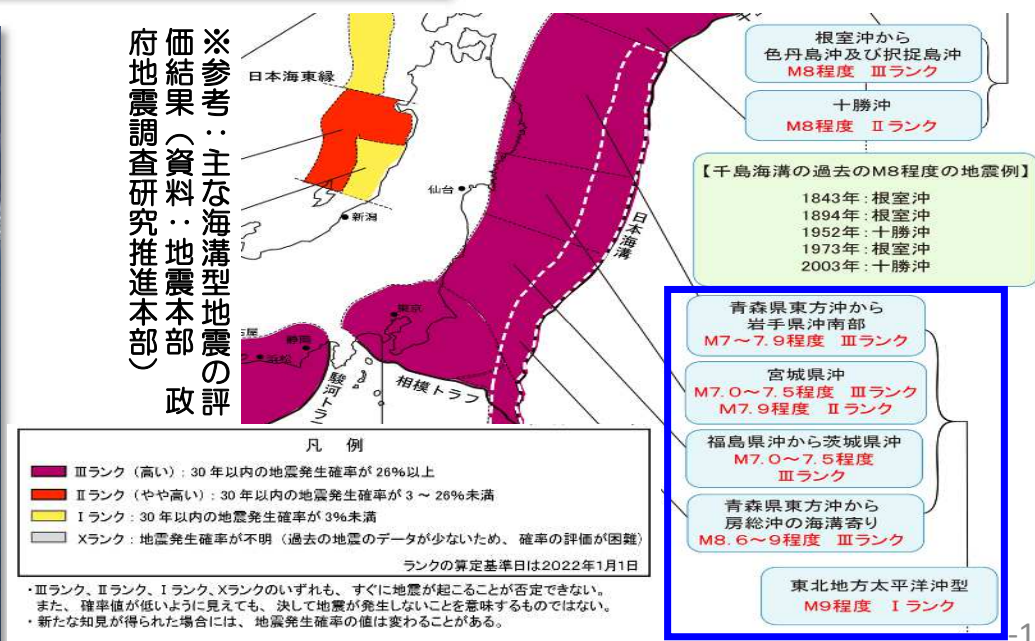 ※参考：主な海溝型地震の評
価結果（資料：地震本部　政
府地震調査研究推進本部）
日本海東縁
仙台
新潟
日本海溝
東京
静岡
浜松
駿河トラ
相模トラフ
根室沖から
色丹島沖及び択捉島沖
M8程度　Ⅲランク
十勝沖
M8程度　Ⅱランク
【千島海溝の過去のM8程度の地震例】
1843年：根室沖
1894年：根室沖
1952年：十勝沖
1973年：根室沖
2003年：十勝沖
青森県東方沖から
岩手県沖南部
M7～7.9程度　Ⅲランク
宮城県沖
M7.0～7.5程度　Ⅲランク
M7.9程度　Ⅱランク
福島県沖から茨城県沖
M7.0～7.5程度
Ⅲランク
青森県東方沖から
房総沖の海溝寄り
M8.6～9程度　Ⅲランク
東北地方太平洋沖型
M9程度　Ⅰランク
凡　例
Ⅲランク（高い）：30年以内の地震発生確率が26%以上
Ⅱランク（やや高い）：30年以内の地震発生確率が3～26%未満
Ⅰランク：30年以内の地震発生確率が3%未満
Xランク：地震発生確率が不明（過去の地震のデータが少ないため、確率の評価が困難）
ランクの算定基準日は2022年1月1日
・Ⅲランク、Ⅱランク、Ⅰランク、Xランクのいずれも、すぐに地震が起こることが否定できない。
また、確率値が低いように見えても、決して地震が発生しないことを意味するものではない。
・新たな知見が得られた場合には、地震発生確率の値は変わることがある。
-1